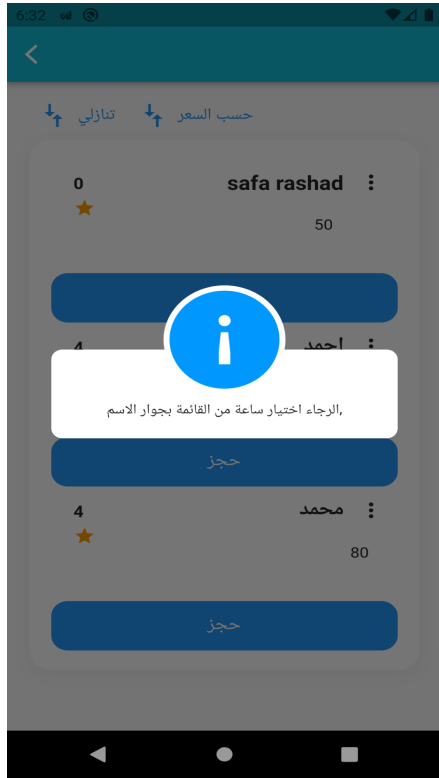 6:32
حسب السعر
تنازلي
safa rashad
0
50
احمد
4
الرجاء اختيار ساعة من القائمة بجوار الاسم,
حجز
محمد
4
80
حجز